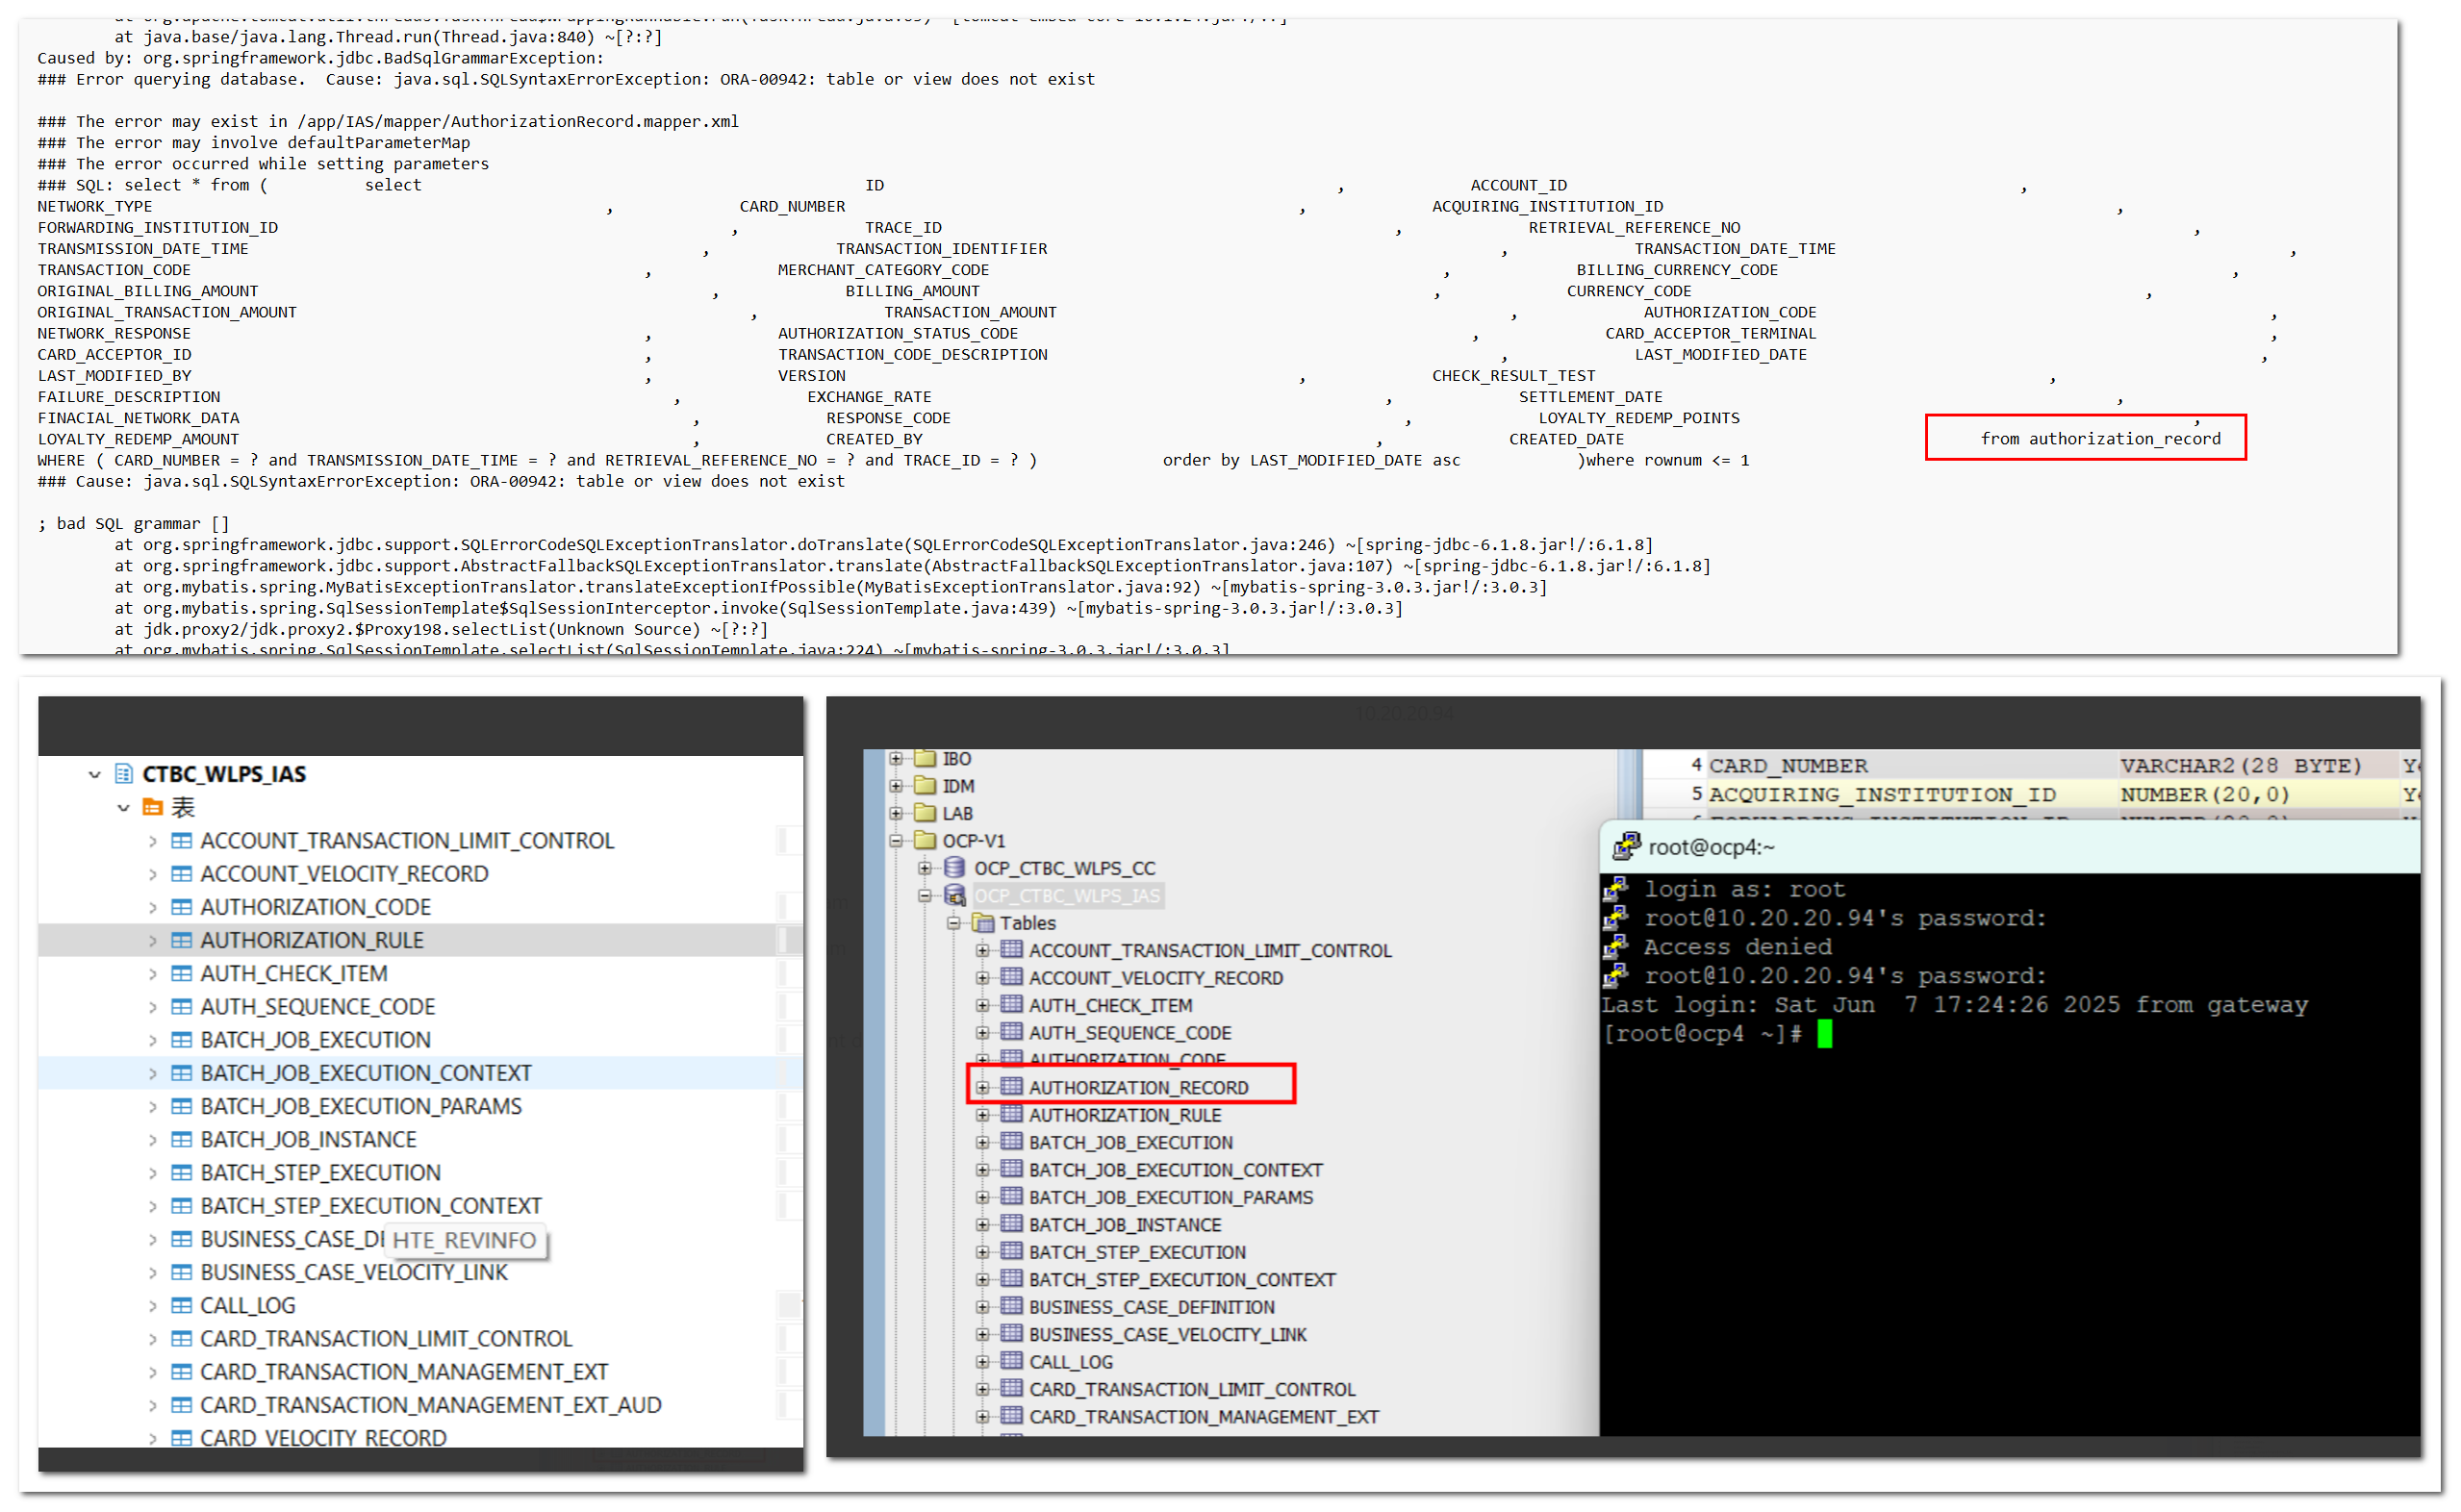 at java.base/java.lang.Thread.run(Thread.java:840) ~[?:?]
Caused by: org.springframework.jdbc.BadSqlGrammarException:
### Error querying database.  Cause: java.sql.SQLSyntaxErrorException: ORA-00942: table or view does not exist
### The error may exist in /app/IAS/mapper/AuthorizationRecord.mapper.xml
### The error may involve defaultParameterMap
### The error occurred while setting parameters
### SQL: select * from ( select ID , ACCOUNT_ID ,
NETWORK_TYPE , CARD_NUMBER , ACQUIRING_INSTITUTION_ID ,
FORWARDING_INSTITUTION_ID , TRACE_ID , RETRIEVAL_REFERENCE_NO ,
TRANSMISSION_DATE_TIME , TRANSACTION_IDENTIFIER , TRANSACTION_DATE_TIME ,
TRANSACTION_CODE , MERCHANT_CATEGORY_CODE , BILLING_CURRENCY_CODE ,
ORIGINAL_BILLING_AMOUNT , BILLING_AMOUNT , CURRENCY_CODE ,
ORIGINAL_TRANSACTION_AMOUNT , TRANSACTION_AMOUNT , AUTHORIZATION_CODE ,
NETWORK_RESPONSE , AUTHORIZATION_STATUS_CODE , CARD_ACCEPTOR_TERMINAL ,
CARD_ACCEPTOR_ID , TRANSACTION_CODE_DESCRIPTION , LAST_MODIFIED_DATE ,
LAST_MODIFIED_BY , VERSION , CHECK_RESULT_TEST ,
FAILURE_DESCRIPTION , EXCHANGE_RATE , SETTLEMENT_DATE ,
FINACIAL_NETWORK_DATA , RESPONSE_CODE , LOYALTY_REDEMP_POINTS ,
LOYALTY_REDEMP_AMOUNT , CREATED_BY , CREATED_DATE from authorization_record
WHERE ( CARD_NUMBER = ? and TRANSMISSION_DATE_TIME = ? and RETRIEVAL_REFERENCE_NO = ? and TRACE_ID = ? ) order by LAST_MODIFIED_DATE asc )where rownum <= 1
### Cause: java.sql.SQLSyntaxErrorException: ORA-00942: table or view does not exist
; bad SQL grammar []
at org.springframework.jdbc.support.SQLErrorCodeSQLExceptionTranslator.doTranslate(SQLErrorCodeSQLExceptionTranslator.java:246) ~[spring-jdbc-6.1.8.jar!/:6.1.8]
at org.springframework.jdbc.support.AbstractFallbackSQLExceptionTranslator.translate(AbstractFallbackSQLExceptionTranslator.java:107) ~[spring-jdbc-6.1.8.jar!/:6.1.8]
at org.mybatis.spring.MyBatisExceptionTranslator.translateExceptionIfPossible(MyBatisExceptionTranslator.java:92) ~[mybatis-spring-3.0.3.jar!/:3.0.3]
at org.mybatis.spring.SqlSessionTemplate$SqlSessionInterceptor.invoke(SqlSessionTemplate.java:439) ~[mybatis-spring-3.0.3.jar!/:3.0.3]
at jdk.proxy2/jdk.proxy2.$Proxy198.selectList(Unknown Source) ~[?:?]
at org.mybatis.spring.SqlSessionTemplate.selectList(SqlSessionTemplate.java:224) ~[mybatis-spring-3.0.3.jar!/:3.0.3]
CTBC_WLPS_IAS
表
ACCOUNT_TRANSACTION_LIMIT_CONTROL
ACCOUNT_VELOCITY_RECORD
AUTHORIZATION_CODE
AUTHORIZATION_RULE
AUTH_CHECK_ITEM
AUTH_SEQUENCE_CODE
BATCH_JOB_EXECUTION
BATCH_JOB_EXECUTION_CONTEXT
BATCH_JOB_EXECUTION_PARAMS
BATCH_JOB_INSTANCE
BATCH_STEP_EXECUTION
BATCH_STEP_EXECUTION_CONTEXT
BUSINESS_CASE_DE
HTE_REVINFO
BUSINESS_CASE_VELOCITY_LINK
CALL_LOG
CARD_TRANSACTION_LIMIT_CONTROL
CARD_TRANSACTION_MANAGEMENT_EXT
CARD_TRANSACTION_MANAGEMENT_EXT_AUD
CARD_VELOCITY_RECORD
10.20.20.94
IBO
IDM
LAB
OCP-V1
OCP_CTBC_WLPS_CC
OCP_CTBC_WLPS_IAS
Tables
ACCOUNT_TRANSACTION_LIMIT_CONTROL
ACCOUNT_VELOCITY_RECORD
AUTH_CHECK_ITEM
AUTH_SEQUENCE_CODE
AUTHORIZATION_CODE
AUTHORIZATION_RECORD
AUTHORIZATION_RULE
BATCH_JOB_EXECUTION
BATCH_JOB_EXECUTION_CONTEXT
BATCH_JOB_EXECUTION_PARAMS
BATCH_JOB_INSTANCE
BATCH_STEP_EXECUTION
BATCH_STEP_EXECUTION_CONTEXT
BUSINESS_CASE_DEFINITION
BUSINESS_CASE_VELOCITY_LINK
CALL_LOG
CARD_TRANSACTION_LIMIT_CONTROL
CARD_TRANSACTION_MANAGEMENT_EXT
4 CARD_NUMBER VARCHAR2(28 BYTE) Y
5 ACQUIRING_INSTITUTION_ID NUMBER(20,0) Y
root@ocp4:~
login as: root
root@10.20.20.94's password:
Access denied
root@10.20.20.94's password:
Last login: Sat Jun  7 17:24:26 2025 from gateway
[root@ocp4 ~]#